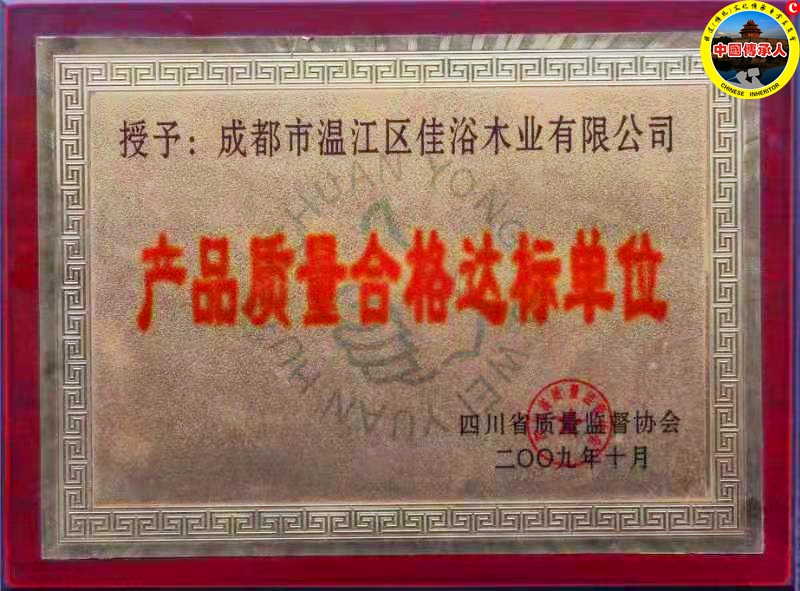 中國傳承人
CHINESE INHERITOR
授予：成都市温江区佳浴木业有限公司
产品质量合格达标单位
四川省质量监督协会
二〇〇九年十月